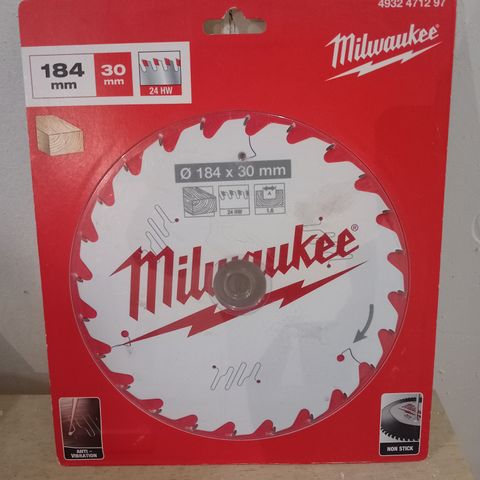 4932 4712 97
Milwaukee
184
mm
30
mm
24 HW
Ø 184 x 30 mm
24 HW
A
1,6
Milwaukee®
ANTI-
VIBRATION
NON STICK